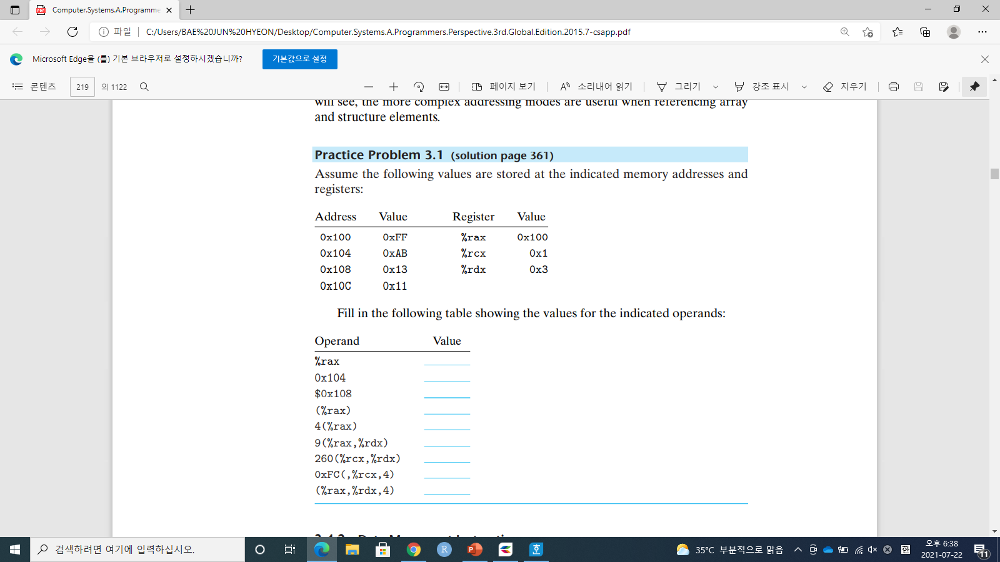 Computer.Systems.A.Programme
파일 C:/Users/BAE%20JUN%20HYEON/Desktop/Computer.Systems.A.Programmers.Perspective.3rd.Global.Edition.2015.7-csapp.pdf
Microsoft Edge을 (를) 기본 브라우저로 설정하시겠습니까? 기본값으로 설정
콘텐츠 219 의 1122 페이지 보기 소리내어 읽기 그리기 강조 표시 지우기
will see, the more complex addressing modes are useful when referencing array
and structure elements.
Practice Problem 3.1 (solution page 361)
Assume the following values are stored at the indicated memory addresses and
registers:
Address Value Register Value
0x100 0xFF %rax 0x100
0x104 0xAB %rcx 0x1
0x108 0x13 %rdx 0x3
0x10C 0x11
Fill in the following table showing the values for the indicated operands:
Operand Value
%rax
0x104
$0x108
(%rax)
4(%rax)
9(%rax,%rdx)
260(%rcx,%rdx)
0xFC(,%rcx,4)
(%rax,%rdx,4)
검색하려면 여기에 입력하십시오.
35°C 부분적으로 맑음 한 오후 6:38
2021-07-22 11